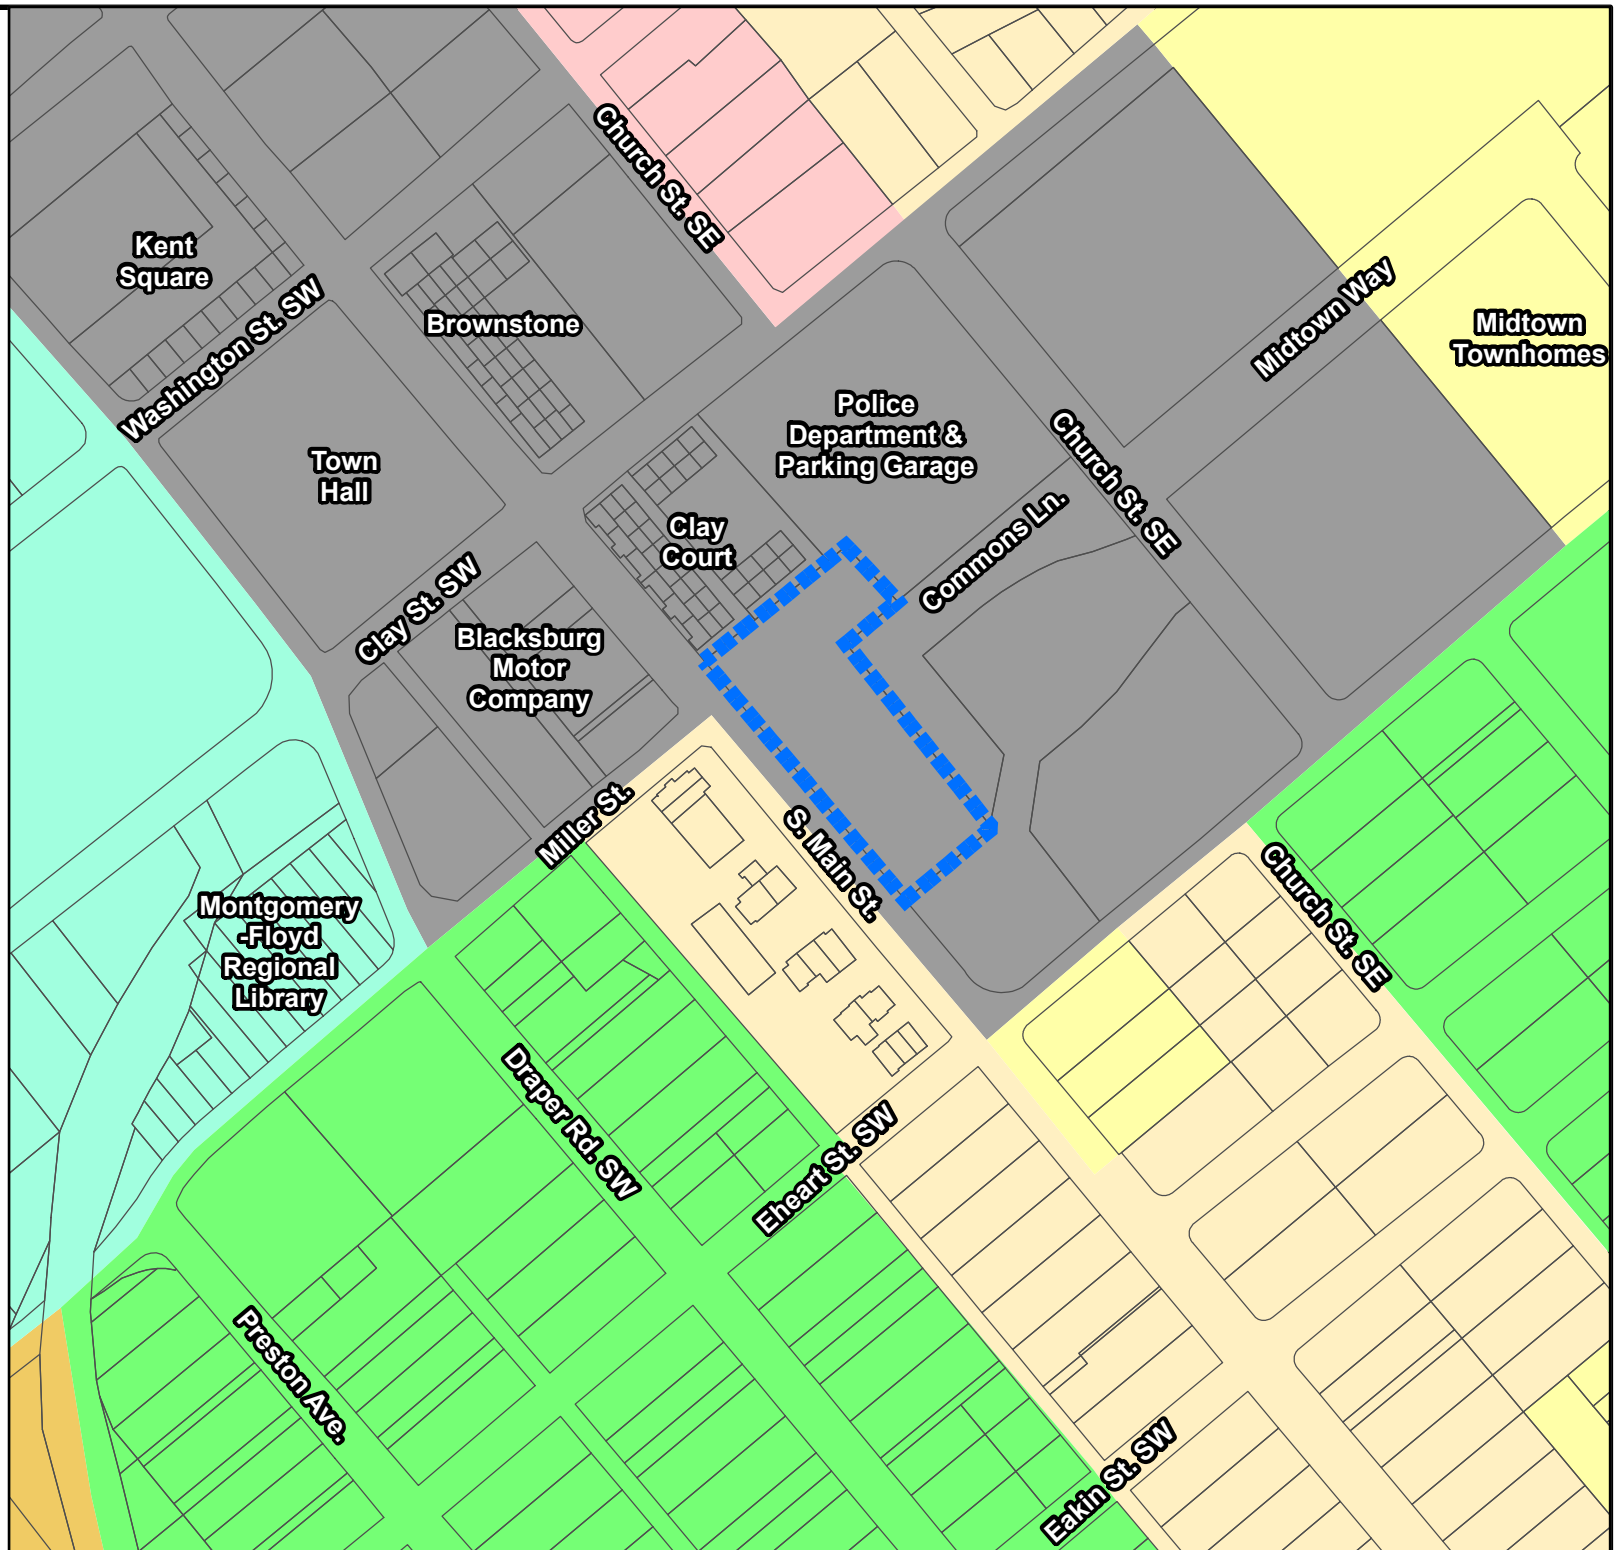 Church St. SE
Kent
Square
Washington St. SW
Brownstone
Midtown Way
Midtown
Townhomes
Police
Department &
Parking Garage
Town
Hall
Church St. SE
Clay
Court
Commons Ln.
Clay St. SW
Blacksburg
Motor
Company
Miller St.
S. Main St.
Church St. SE
Montgomery
-Floyd
Regional
Library
Draper Rd. SW
Eheart St. SW
Preston Ave.
Eakin St. SW